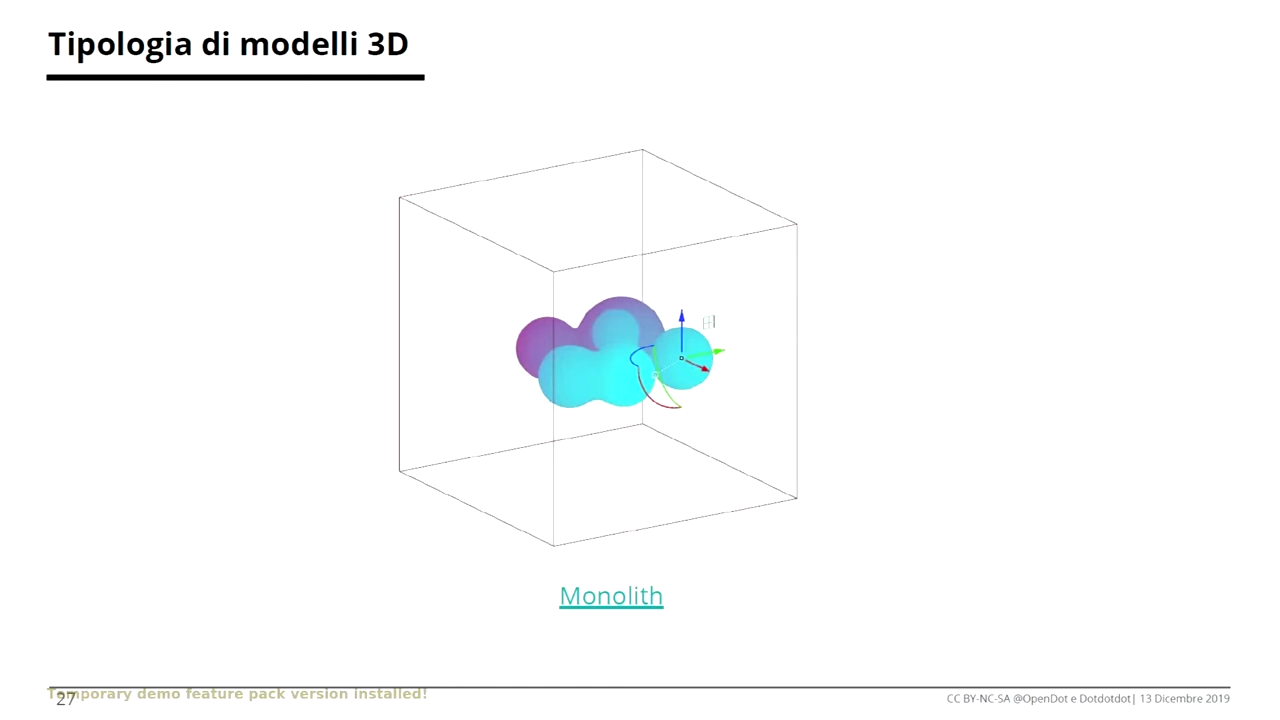 Tipologia di modelli 3D
Monolith
Temporary demo feature pack version installed!
27
CC BY-NC-SA @OpenDot e Dotdotdot| 13 Dicembre 2019